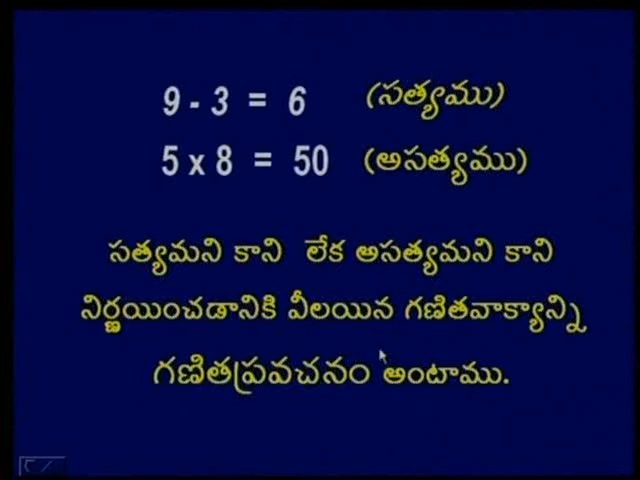 9 - 3 = 6 (సత్యము)
5 x 8 = 50 (అసత్యము)
సత్యమని కాని లేక అసత్యమని కాని
నిర్ణయించడానికి వీలయిన గణితవాక్యాన్ని
గణితప్రవచనం అంటాము.